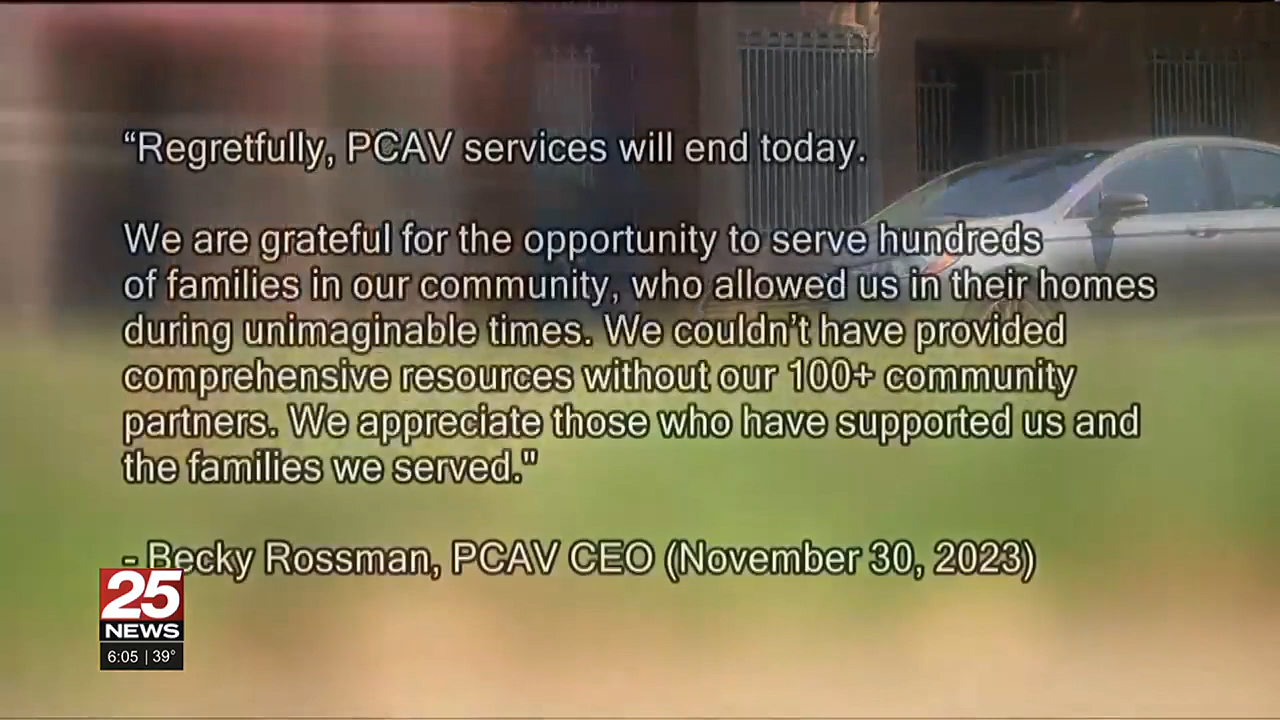 “Regretfully, PCAV services will end today.
We are grateful for the opportunity to serve hundreds
of families in our community, who allowed us in their homes
during unimaginable times. We couldn’t have provided
comprehensive resources without our 100+ community
partners. We appreciate those who have supported us and
the families we served."
- Becky Rossman, PCAV CEO (November 30, 2023)
25
NEWS
6:05 | 39°